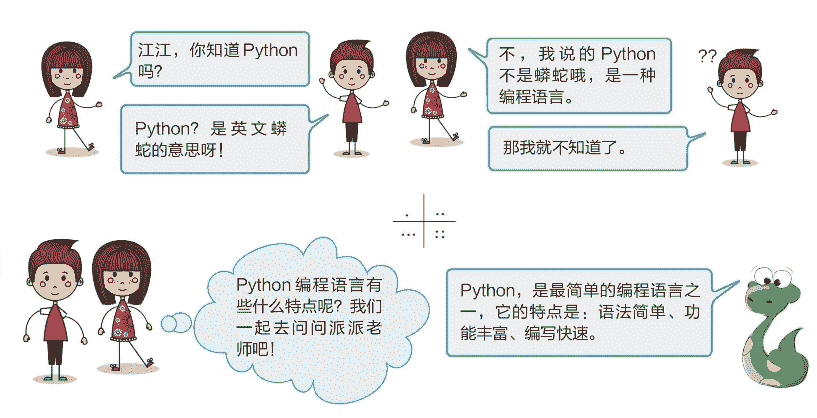 江江，你知道Python
吗？
Python？是英文蟒
蛇的意思呀！
不，我说的Python
不是蟒蛇哦，是一种
编程语言。
??
那我就不知道了。
Python编程语言有
些什么特点呢？我们
一起去问问派派老
师吧！
Python，是最简单的编程语言之
一，它的特点是：语法简单、功
能丰富、编写快速。